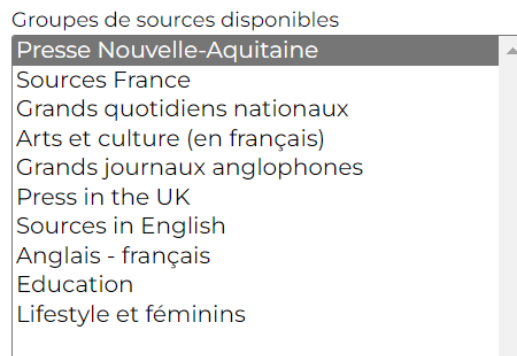 Groupes de sources disponibles
Presse Nouvelle-Aquitaine
Sources France
Grands quotidiens nationaux
Arts et culture (en français)
Grands journaux anglophones
Press in the UK
Sources in English
Anglais - français
Education
Lifestyle et féminins